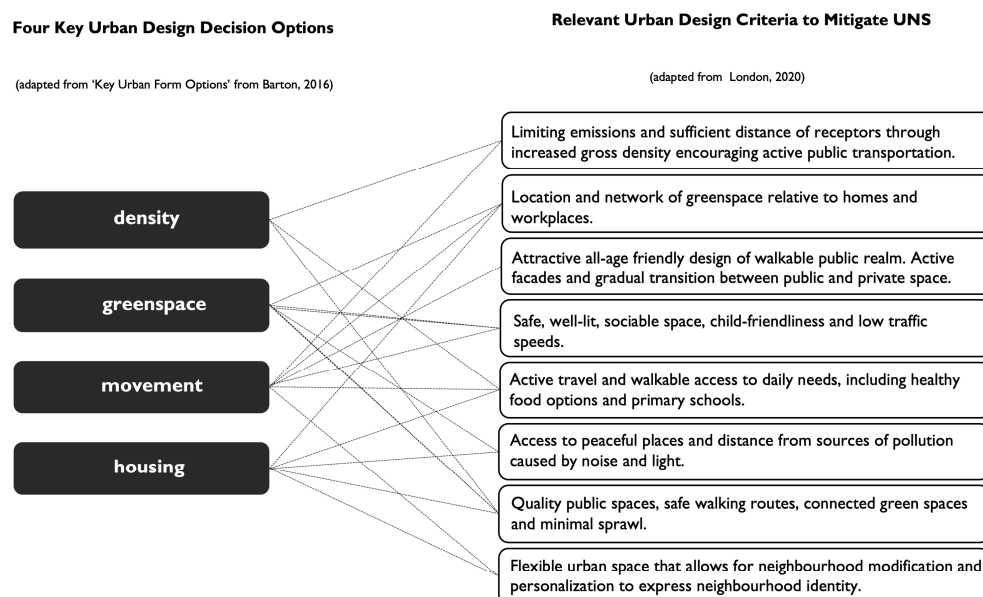 Four Key Urban Design Decision Options
(adapted from 'Key Urban Form Options' from Barton, 2016)
density
greenspace
movement
housing
Relevant Urban Design Criteria to Mitigate UNS
(adapted from London, 2020)
Limiting emissions and sufficient distance of receptors through
increased gross density encouraging active public transportation.
Location and network of greenspace relative to homes and
workplaces.
Attractive all-age friendly design of walkable public realm. Active
facades and gradual transition between public and private space.
Safe, well-lit, sociable space, child-friendliness and low traffic
speeds.
Active travel and walkable access to daily needs, including healthy
food options and primary schools.
Access to peaceful places and distance from sources of pollution
caused by noise and light.
Quality public spaces, safe walking routes, connected green spaces
and minimal sprawl.
Flexible urban space that allows for neighbourhood modification and
personalization to express neighbourhood identity.